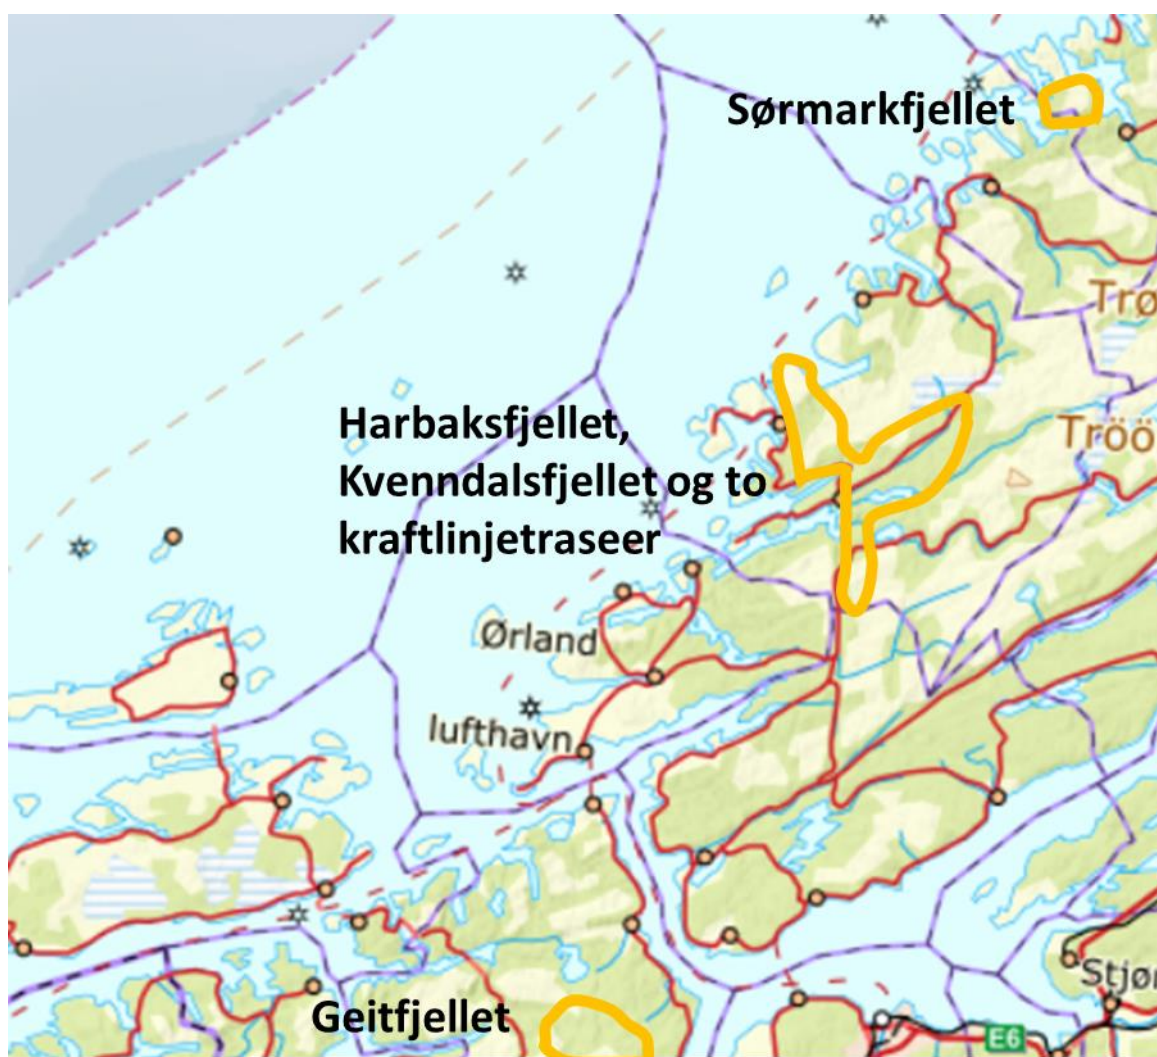 Sørmarkfjellet
Trø
Harbaksfjellet,
Kvenndalsfjellet og to
kraftlinjetraseer
Tröö
Ørland
lufthavn
Stjør
Geitfjellet
E6